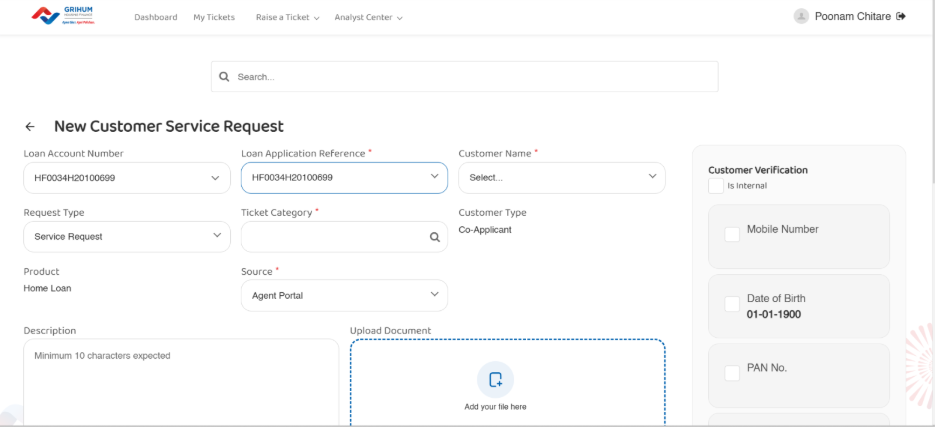 GRIHUM
Dashboard My Tickets Raise a Ticket Analyst Center
Poonam Chitare
Search...
New Customer Service Request
Loan Account Number Loan Application Reference * Customer Name *
HF0034H20100699 HF0034H20100699 Select...
Request Type Ticket Category * Customer Type
Service Request Co-Applicant
Product Source *
Home Loan Agent Portal
Description Upload Document
Minimum 10 characters expected
Add your file here
Customer Verification
Is Internal
Mobile Number
Date of Birth
01-01-1900
PAN No.